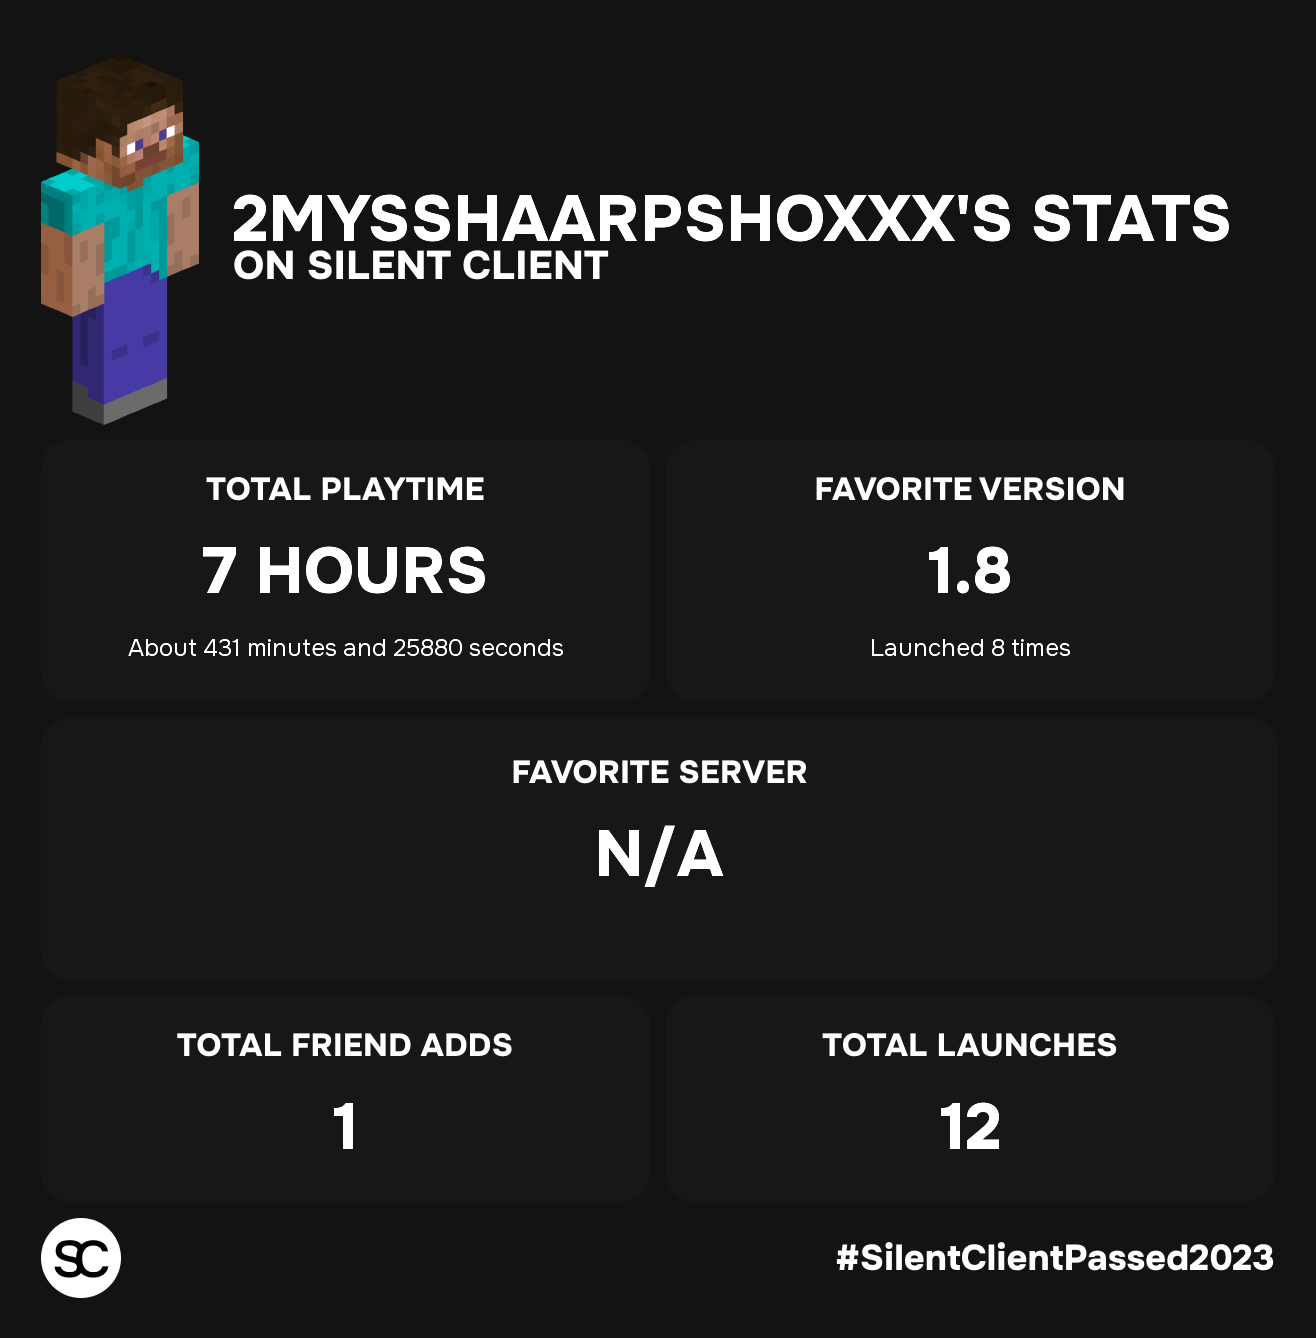 2MYSSHAARPSHOXXX'S STATS
ON SILENT CLIENT
TOTAL PLAYTIME
7 HOURS
About 431 minutes and 25880 seconds
FAVORITE VERSION
1.8
Launched 8 times
FAVORITE SERVER
N/A
TOTAL FRIEND ADDS
1
TOTAL LAUNCHES
12
SC
#SilentClientPassed2023